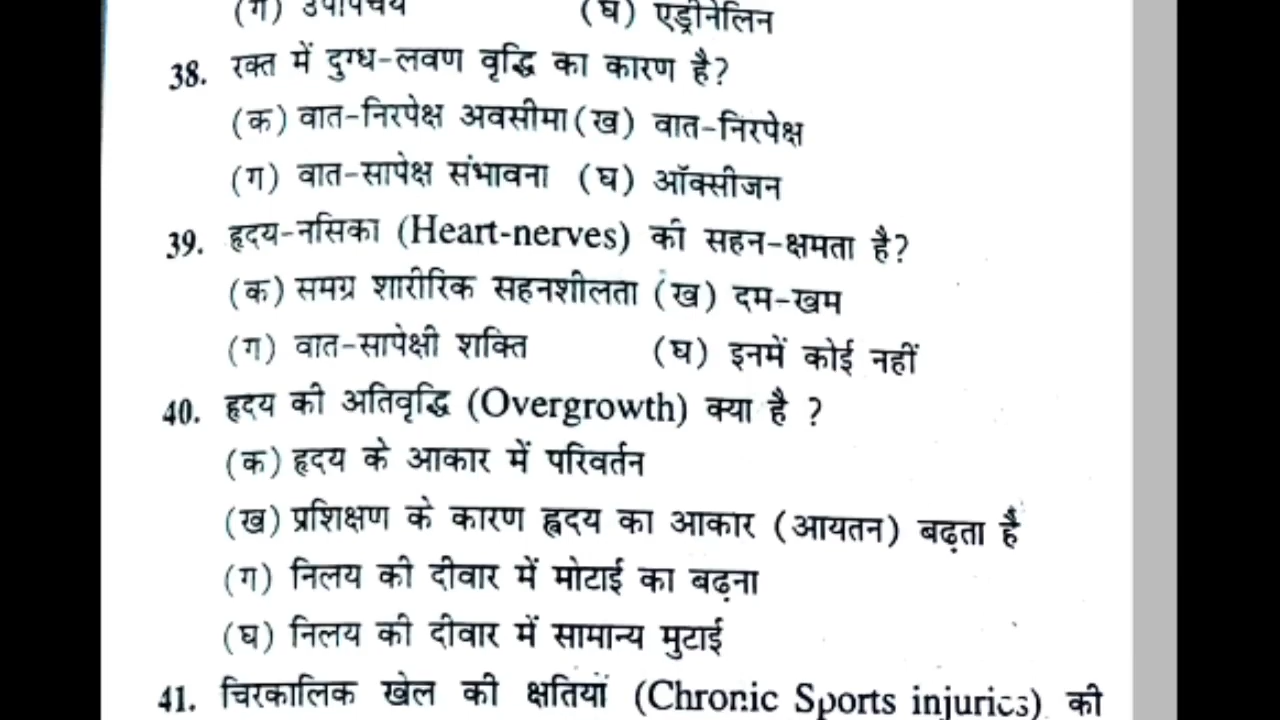 (ग) उपापचय (घ) एड्रीनेलिन
38. रक्त में दुग्ध-लवण वृद्धि का कारण है?
(क) वात-निरपेक्ष अवसीमा (ख) वात-निरपेक्ष
(ग) वात-सापेक्ष संभावना (घ) ऑक्सीजन
39. हृदय-नसिका (Heart-nerves) की सहन-क्षमता है?
(क) समग्र शारीरिक सहनशीलता (ख) दम-खम
(ग) वात-सापेक्षी शक्ति (घ) इनमें कोई नहीं
40. हृदय की अतिवृद्धि (Overgrowth) क्या है ?
(क) हृदय के आकार में परिवर्तन
(ख) प्रशिक्षण के कारण हृदय का आकार (आयतन) बढ़ता है
(ग) निलय की दीवार में मोटाई का बढ़ना
(घ) निलय की दीवार में सामान्य मुटाई
41. चिरकालिक खेल की क्षतियों (Chronic Sports injuries) की